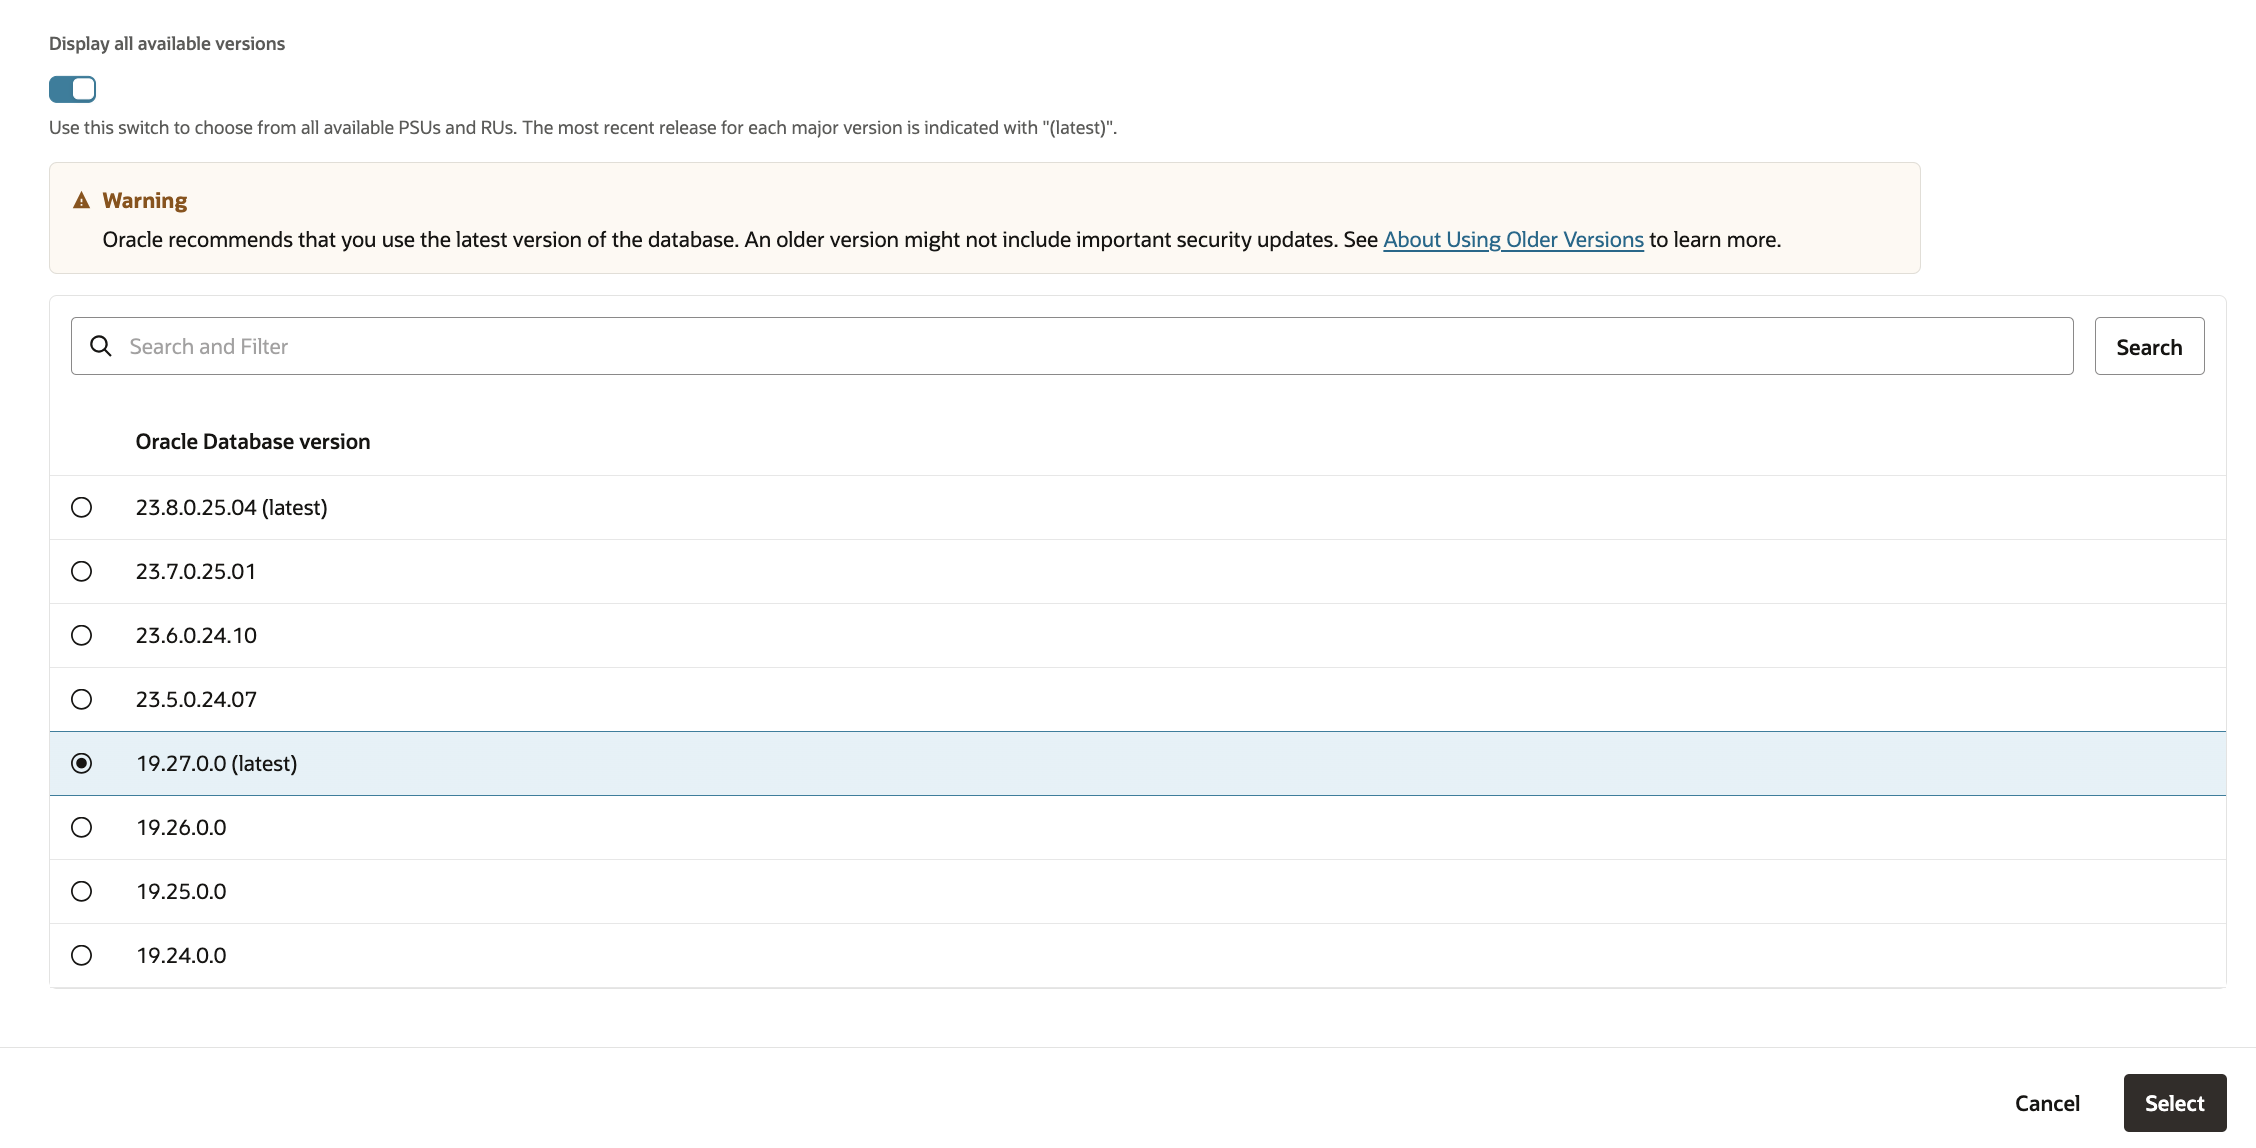 Display all available versions
Use this switch to choose from all available PSUs and RUs. The most recent release for each major version is indicated with "(latest)".
Warning
Oracle recommends that you use the latest version of the database. An older version might not include important security updates. See About Using Older Versions to learn more.
Search and Filter
Search
Oracle Database version
23.8.0.25.04 (latest)
23.7.0.25.01
23.6.0.24.10
23.5.0.24.07
19.27.0.0 (latest)
19.26.0.0
19.25.0.0
19.24.0.0
Cancel
Select